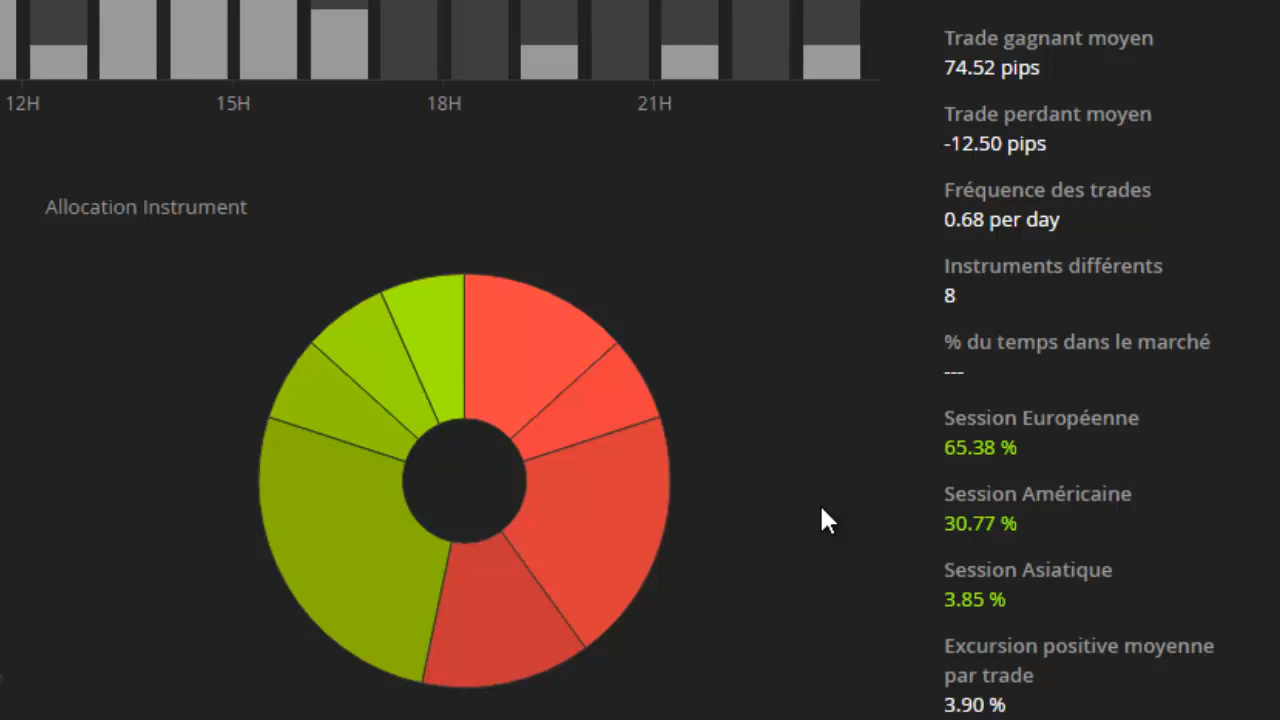 12H
15H
18H
21H
Allocation Instrument
Trade gagnant moyen
74.52 pips
Trade perdant moyen
-12.50 pips
Fréquence des trades
0.68 per day
Instruments différents
8
% du temps dans le marché
---
Session Européenne
65.38 %
Session Américaine
30.77 %
Session Asiatique
3.85 %
Excursion positive moyenne
par trade
3.90 %